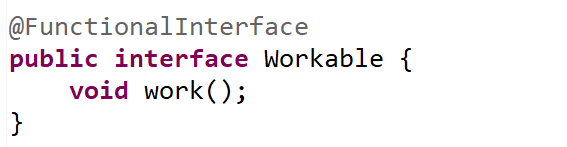 @FunctionalInterface
public interface Workable {
    void work();
}